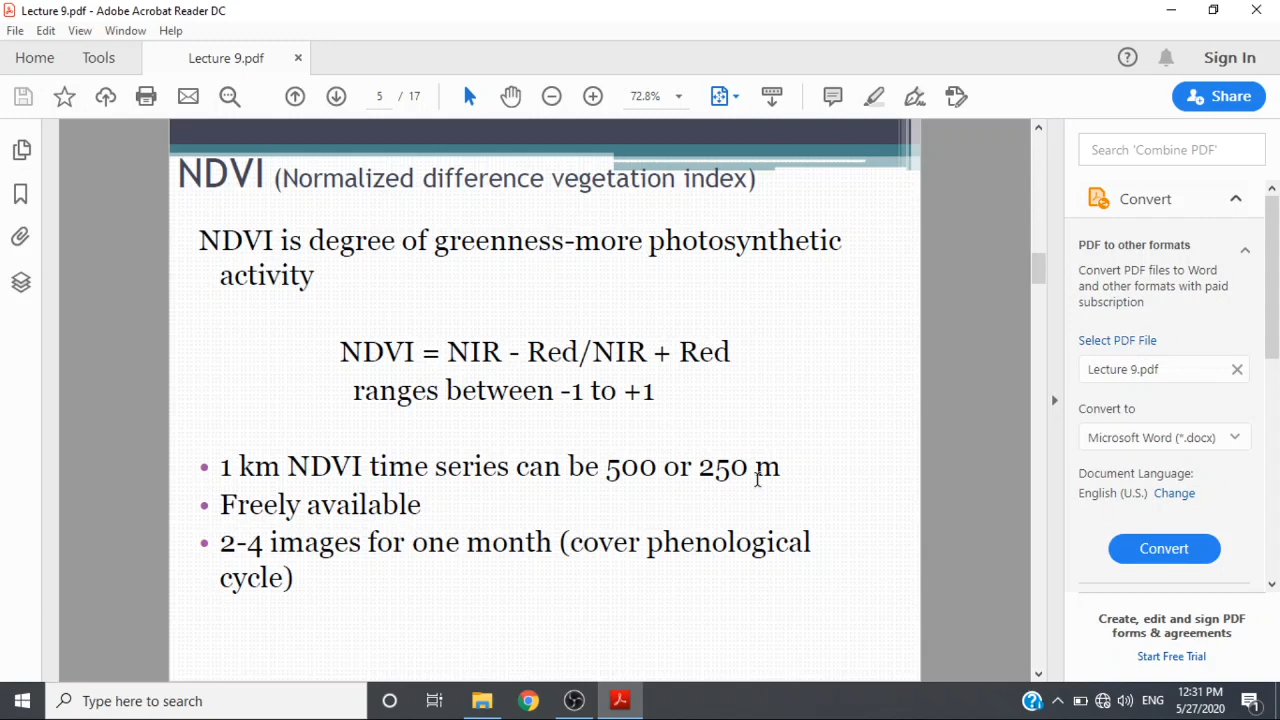 Lecture 9.pdf - Adobe Acrobat Reader DC
File Edit View Window Help
Home Tools Lecture 9.pdf × Sign In
5 / 17 72.8% Share
NDVI (Normalized difference vegetation index)
NDVI is degree of greenness-more photosynthetic
activity
NDVI = NIR - Red/NIR + Red
ranges between -1 to +1
• 1 km NDVI time series can be 500 or 250 m
• Freely available
• 2-4 images for one month (cover phenological
cycle)
Search 'Combine PDF'
Convert
PDF to other formats
Convert PDF files to Word
and other formats with paid
subscription
Select PDF File
Lecture 9.pdf
Convert to
Microsoft Word (*.docx)
Document Language:
English (U.S.) Change
Convert
Create, edit and sign PDF
forms & agreements
Start Free Trial
Type here to search
ENG
12:31 PM
5/27/2020
1